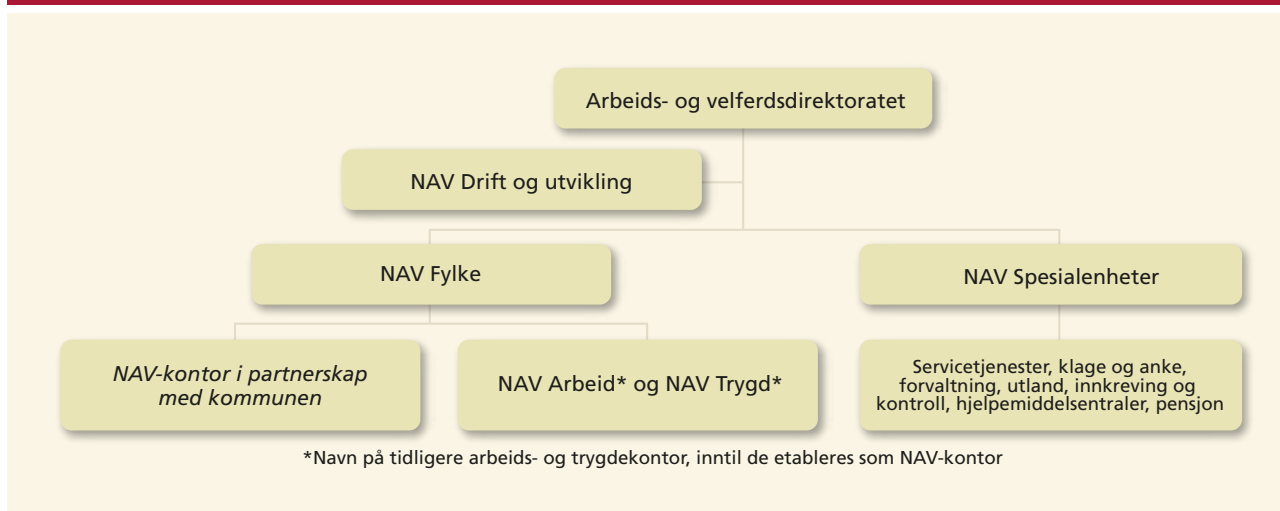 Arbeids- og velferdsdirektoratet
NAV Drift og utvikling
NAV Fylke
NAV Spesialenheter
NAV-kontor i partnerskap
med kommunen
NAV Arbeid* og NAV Trygd*
Servicetjenester, klage og anke,
forvaltning, utland, innkreving og
kontroll, hjelpemiddelsentraler, pensjon
*Navn på tidligere arbeids- og trygdekontor, inntil de etableres som NAV-kontor